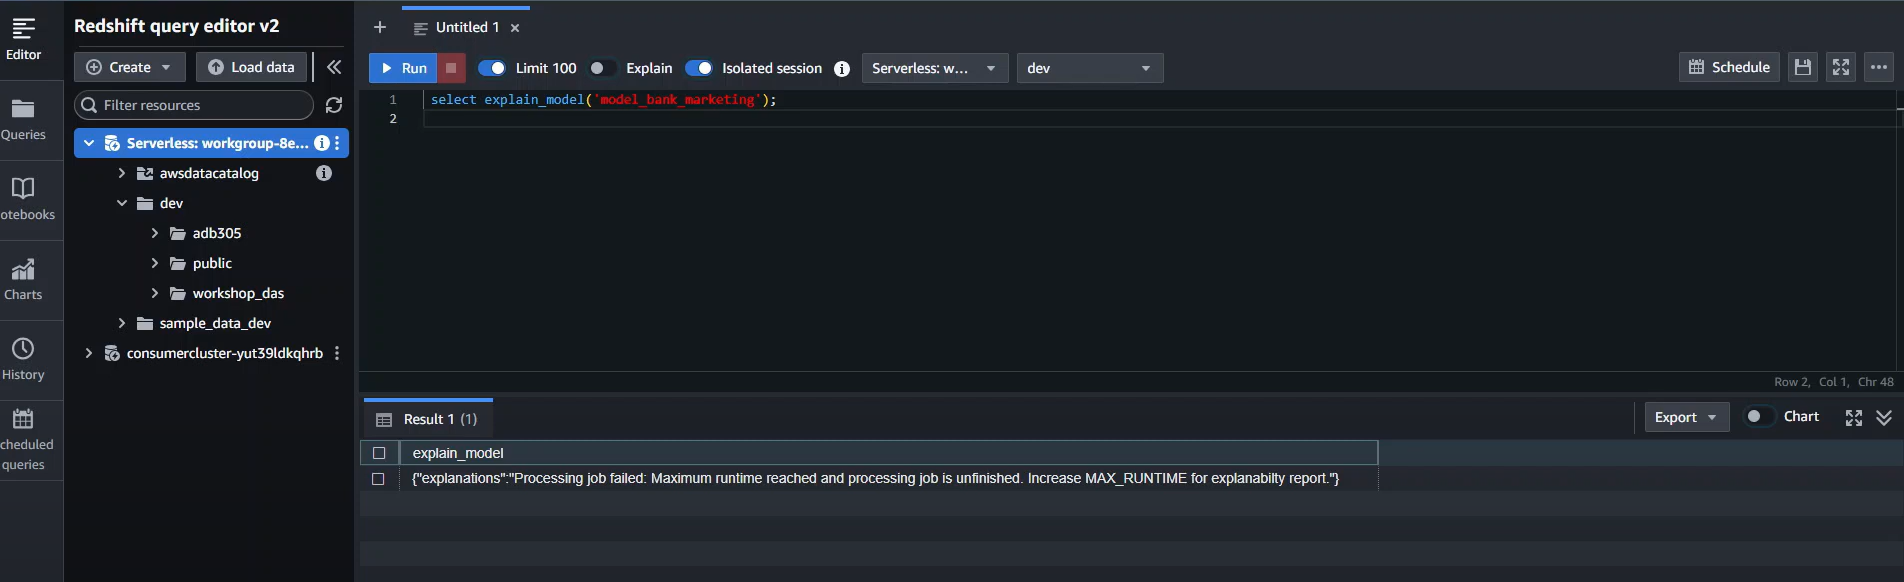 Editor
Queries
otebooks
Charts
History
cheduled
queries
Redshift query editor v2
Create
Load data
Filter resources
Serverless: workgroup-8e...
awsdatacatalog
dev
adb305
public
workshop_das
sample_data_dev
consumercluster-yut39ldkqhrb
Untitled 1
Run
Limit 100
Explain
Isolated session
Serverless: w...
dev
Schedule
1 select explain_model('model_bank_marketing');
2
Row 2, Col 1, Chr 48
Result 1 (1)
Export
Chart
explain_model
{"explanations":"Processing job failed: Maximum runtime reached and processing job is unfinished. Increase MAX_RUNTIME for explanabilty report."}